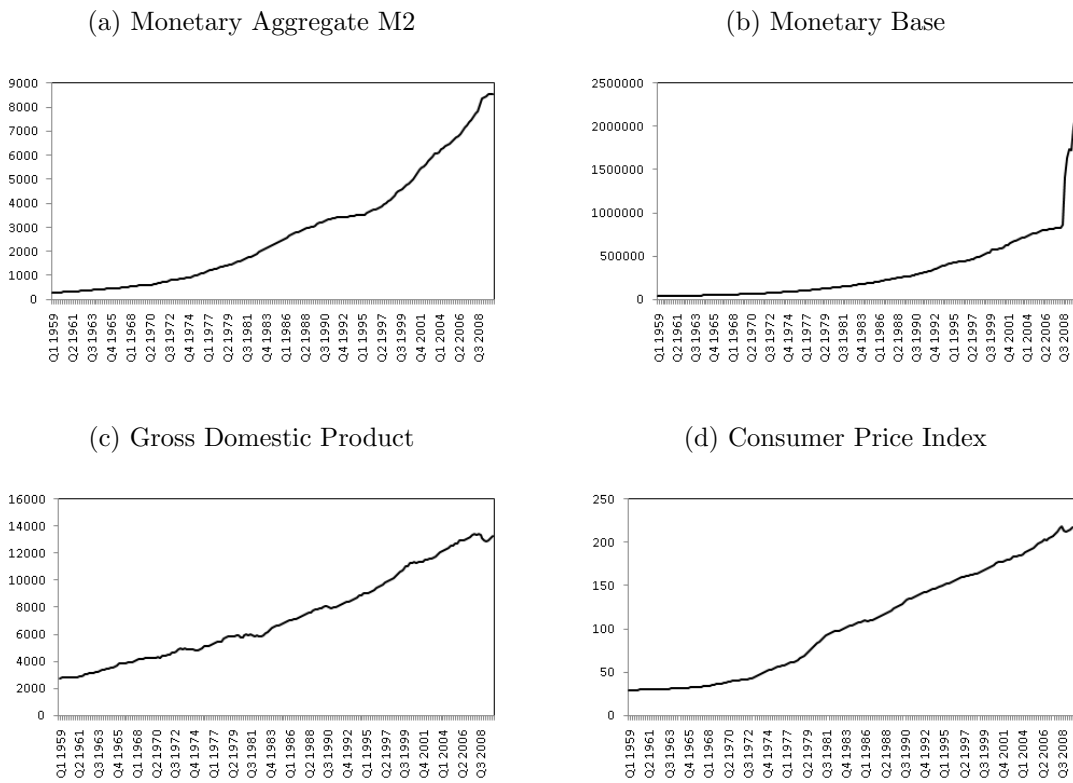 (a) Monetary Aggregate M2
9000
8000
7000
6000
5000
4000
3000
2000
1000
0
Q1 1959
Q2 1961
Q3 1963
Q4 1965
Q1 1968
Q2 1970
Q3 1972
Q4 1974
Q1 1977
Q2 1979
Q3 1981
Q4 1983
Q1 1986
Q2 1988
Q3 1990
Q4 1992
Q1 1995
Q2 1997
Q3 1999
Q4 2001
Q1 2004
Q2 2006
Q3 2008
(b) Monetary Base
2500000
2000000
1500000
1000000
500000
0
Q1 1959
Q2 1961
Q3 1963
Q4 1965
Q1 1968
Q2 1970
Q3 1972
Q4 1974
Q1 1977
Q2 1979
Q3 1981
Q4 1983
Q1 1986
Q2 1988
Q3 1990
Q4 1992
Q1 1995
Q2 1997
Q3 1999
Q4 2001
Q1 2004
Q2 2006
Q3 2008
(c) Gross Domestic Product
16000
14000
12000
10000
8000
6000
4000
2000
0
Q1 1959
Q2 1961
Q3 1963
Q4 1965
Q1 1968
Q2 1970
Q3 1972
Q4 1974
Q1 1977
Q2 1979
Q3 1981
Q4 1983
Q1 1986
Q2 1988
Q3 1990
Q4 1992
Q1 1995
Q2 1997
Q3 1999
Q4 2001
Q1 2004
Q2 2006
Q3 2008
(d) Consumer Price Index
250
200
150
100
50
0
Q1 1959
Q2 1961
Q3 1963
Q4 1965
Q1 1968
Q2 1970
Q3 1972
Q4 1974
Q1 1977
Q2 1979
Q3 1981
Q4 1983
Q1 1986
Q2 1988
Q3 1990
Q4 1992
Q1 1995
Q2 1997
Q3 1999
Q4 2001
Q1 2004
Q2 2006
Q3 2008